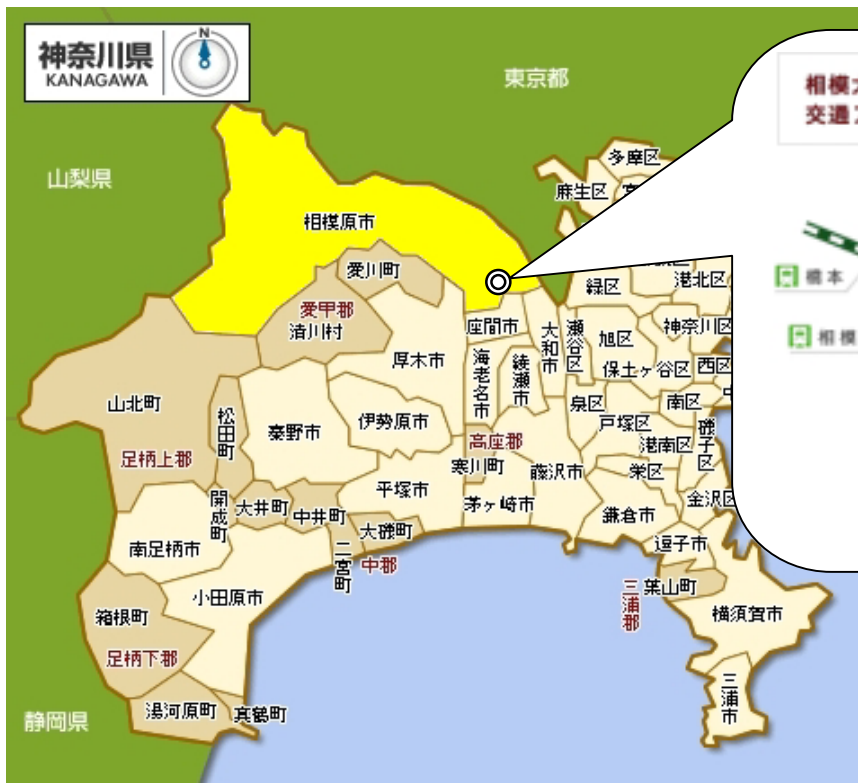 神奈川県
KANAGAWA
N
東京都
相模大
交通ア
山梨県
多摩区
麻生区
相模原市
愛川町
橋本
緑区
港北区
愛甲郡
清川村
座間市
大和市
瀬谷区
旭区
神奈川区
相模
厚木市
海老名市
綾瀬市
保土ヶ谷区
西区
山北町
松田町
秦野市
伊勢原市
泉区
戸塚区
南区
磯子区
足柄上郡
高座郡
港南区
寒川町
藤沢市
栄区
開成町
大井町
中井町
平塚市
茅ヶ崎市
鎌倉市
金沢区
南足柄市
大磯町
二宮町
中郡
逗子市
小田原市
三浦郡
葉山町
箱根町
横須賀市
足柄下郡
三浦市
湯河原町
真鶴町
静岡県